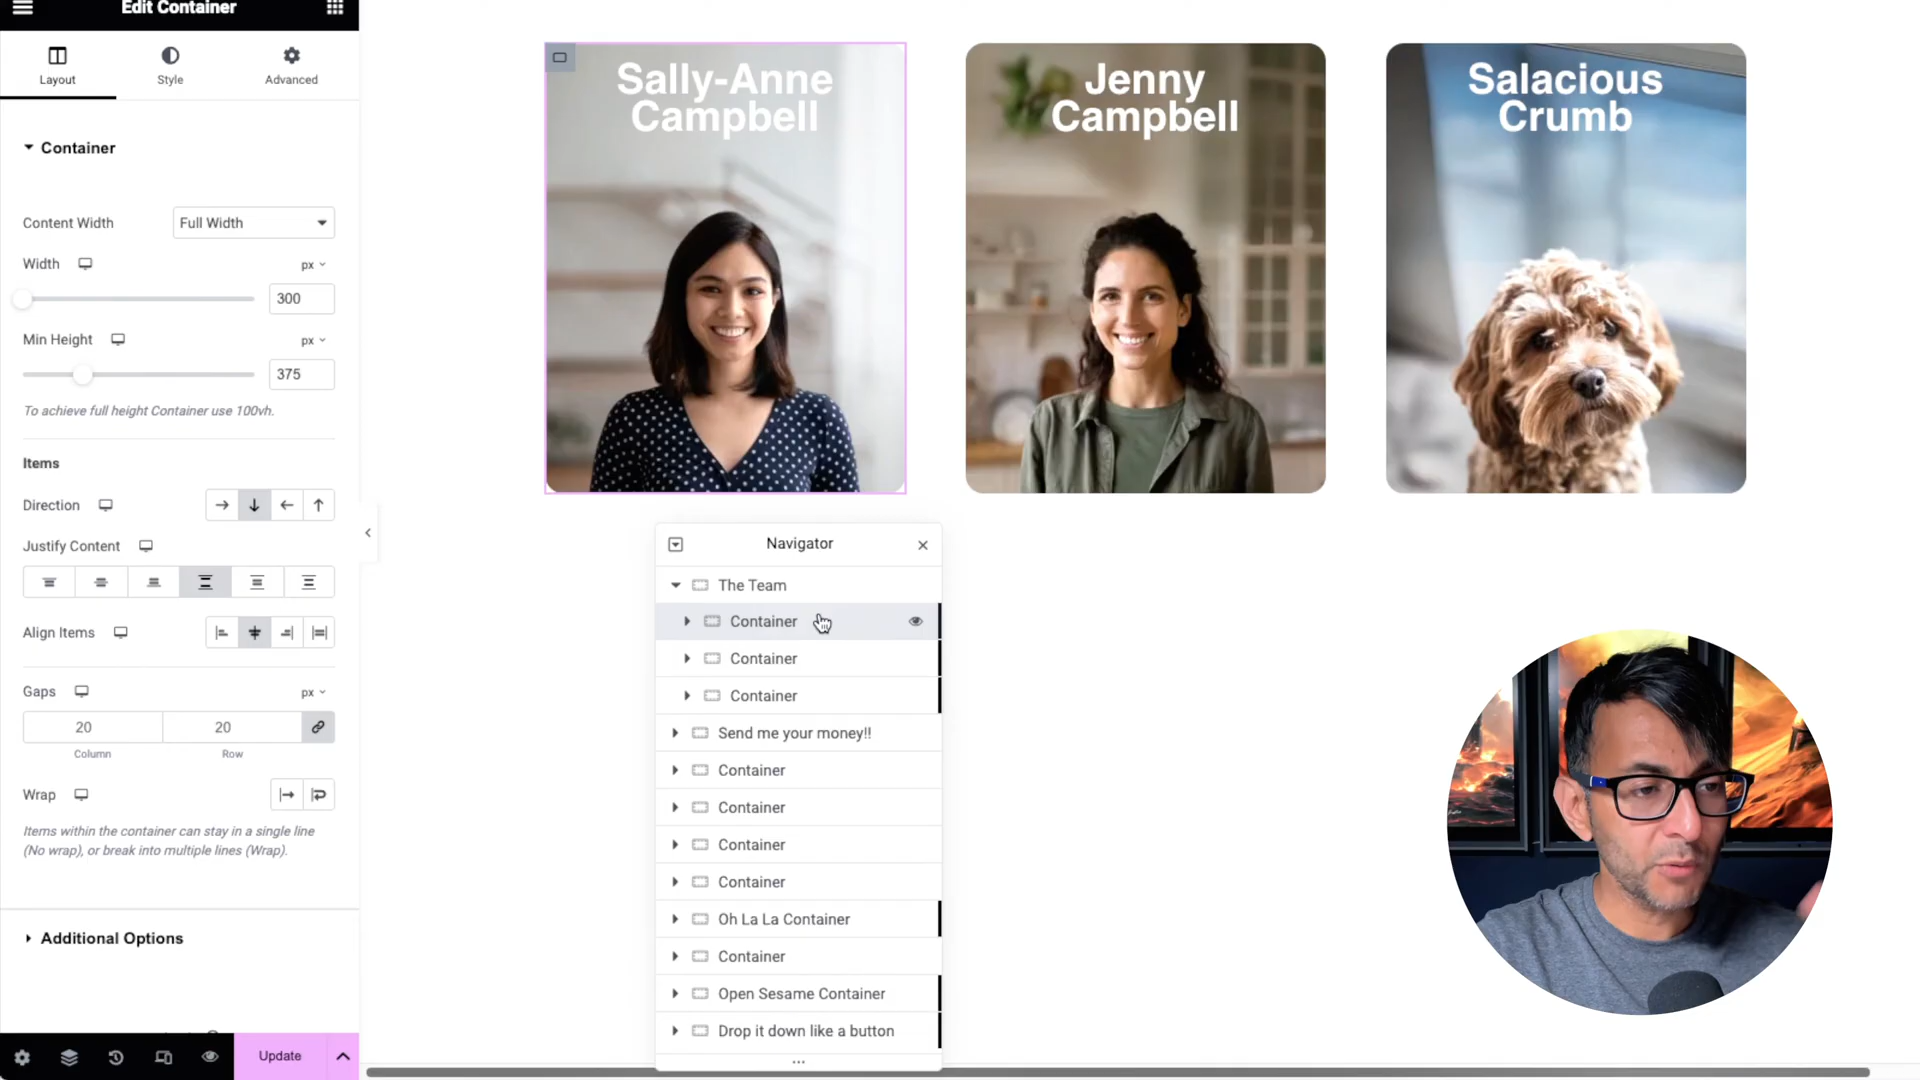 Edit Container
Layout
Style
Advanced
Container
Content Width
Full Width
Width
px
300
Min Height
px
375
To achieve full height Container use 100vh.
Items
Direction
Justify Content
Align Items
Gaps
px
20
20
Column
Row
Wrap
Items within the container can stay in a single line
(No wrap), or break into multiple lines (Wrap).
Additional Options
Update
Sally-Anne
Campbell
Jenny
Campbell
Salacious
Crumb
Navigator
The Team
Container
Container
Container
Send me your money!!
Container
Container
Container
Container
Oh La La Container
Container
Open Sesame Container
Drop it down like a button